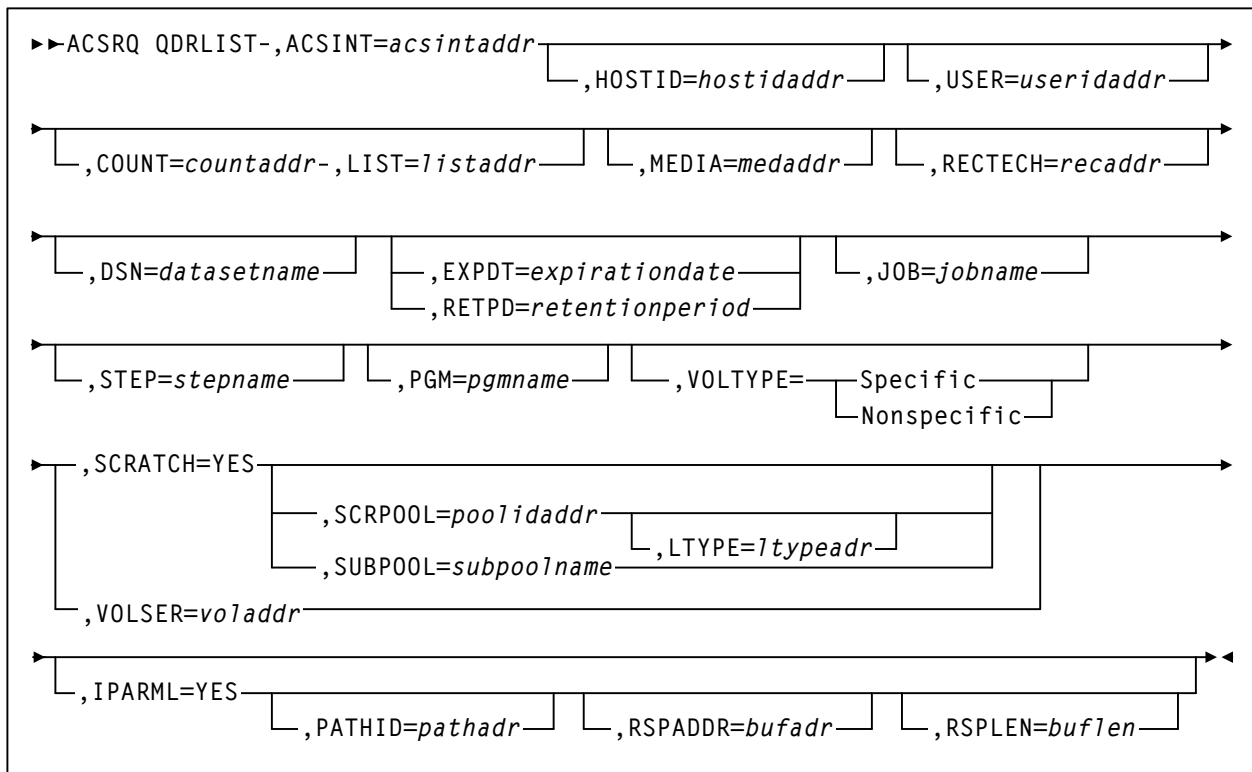 ACSRQ QDRLIST-,ACSINT=acsintaddr
,HOSTID=hostidaddr ,USER=useridaddr
,COUNT=countaddr-,LIST=listaddr ,MEDIA=medaddr ,RECTECH=recaddr
,DSN=datasetname ,EXPDT=expirationdate ,JOB=jobname
,RETPD=retentionperiod
,STEP=stepname ,PGM=pgmname ,VOLTYPE= Specific
Nonspecific
,SCRATCH=YES
,SCRPOOL=poolidaddr
,LTYPE=ltypeadr
,SUBPOOL=subpoolname
,VOLSER=voladdr
,IPARML=YES
,PATHID=pathadr ,RSPADDR=bufadr ,RSPLEN=buflen